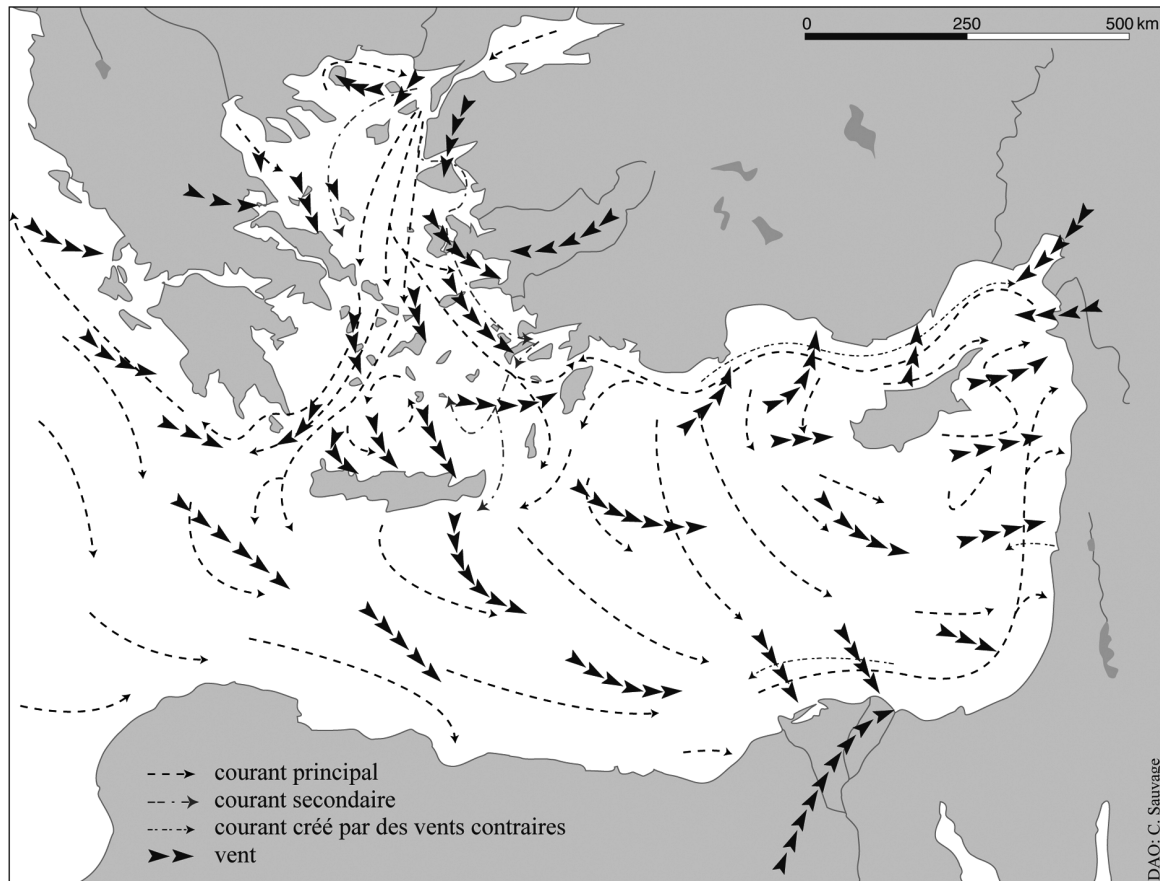 0 250 500 km
courant principal
courant secondaire
courant créé par des vents contraires
vent
DAO: C. Sauvage